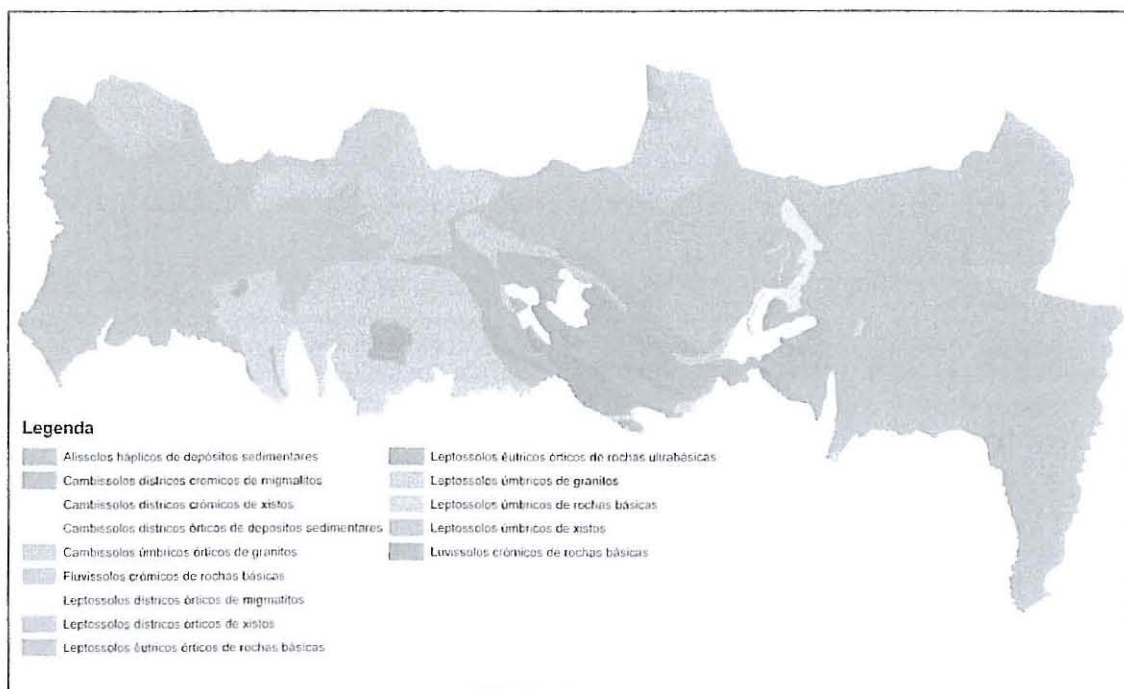 Legenda
Alissolos háplicos de depósitos sedimentares
Cambissolos dístricos crómicos de migmatitos
Cambissolos dístricos crómicos de xistos
Cambissolos dístricos órticos de depositos sedimentares
Cambissolos úmbricos órticos de granitos
Fluvissolos crómicos de rochas básicas
Leptossolos dístricos órticos de migmatitos
Leptossolos dístricos órticos de xistos
Leptossolos êutricos órticos de rochas básicas
Leptossolos êutricos órticos de rochas ultrabásicas
Leptossolos úmbricos de granitos
Leptossolos úmbricos de rochas básicas
Leptossolos úmbricos de xistos
Luvissolos crómicos de rochas básicas